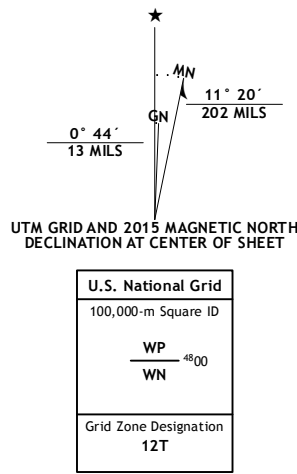 ★
MN
GN
11° 20´
202 MILS
0° 44´
13 MILS
UTM GRID AND 2015 MAGNETIC NORTH
DECLINATION AT CENTER OF SHEET
U.S. National Grid
100,000-m Square ID
WP
⁴⁸00
WN
Grid Zone Designation
12T